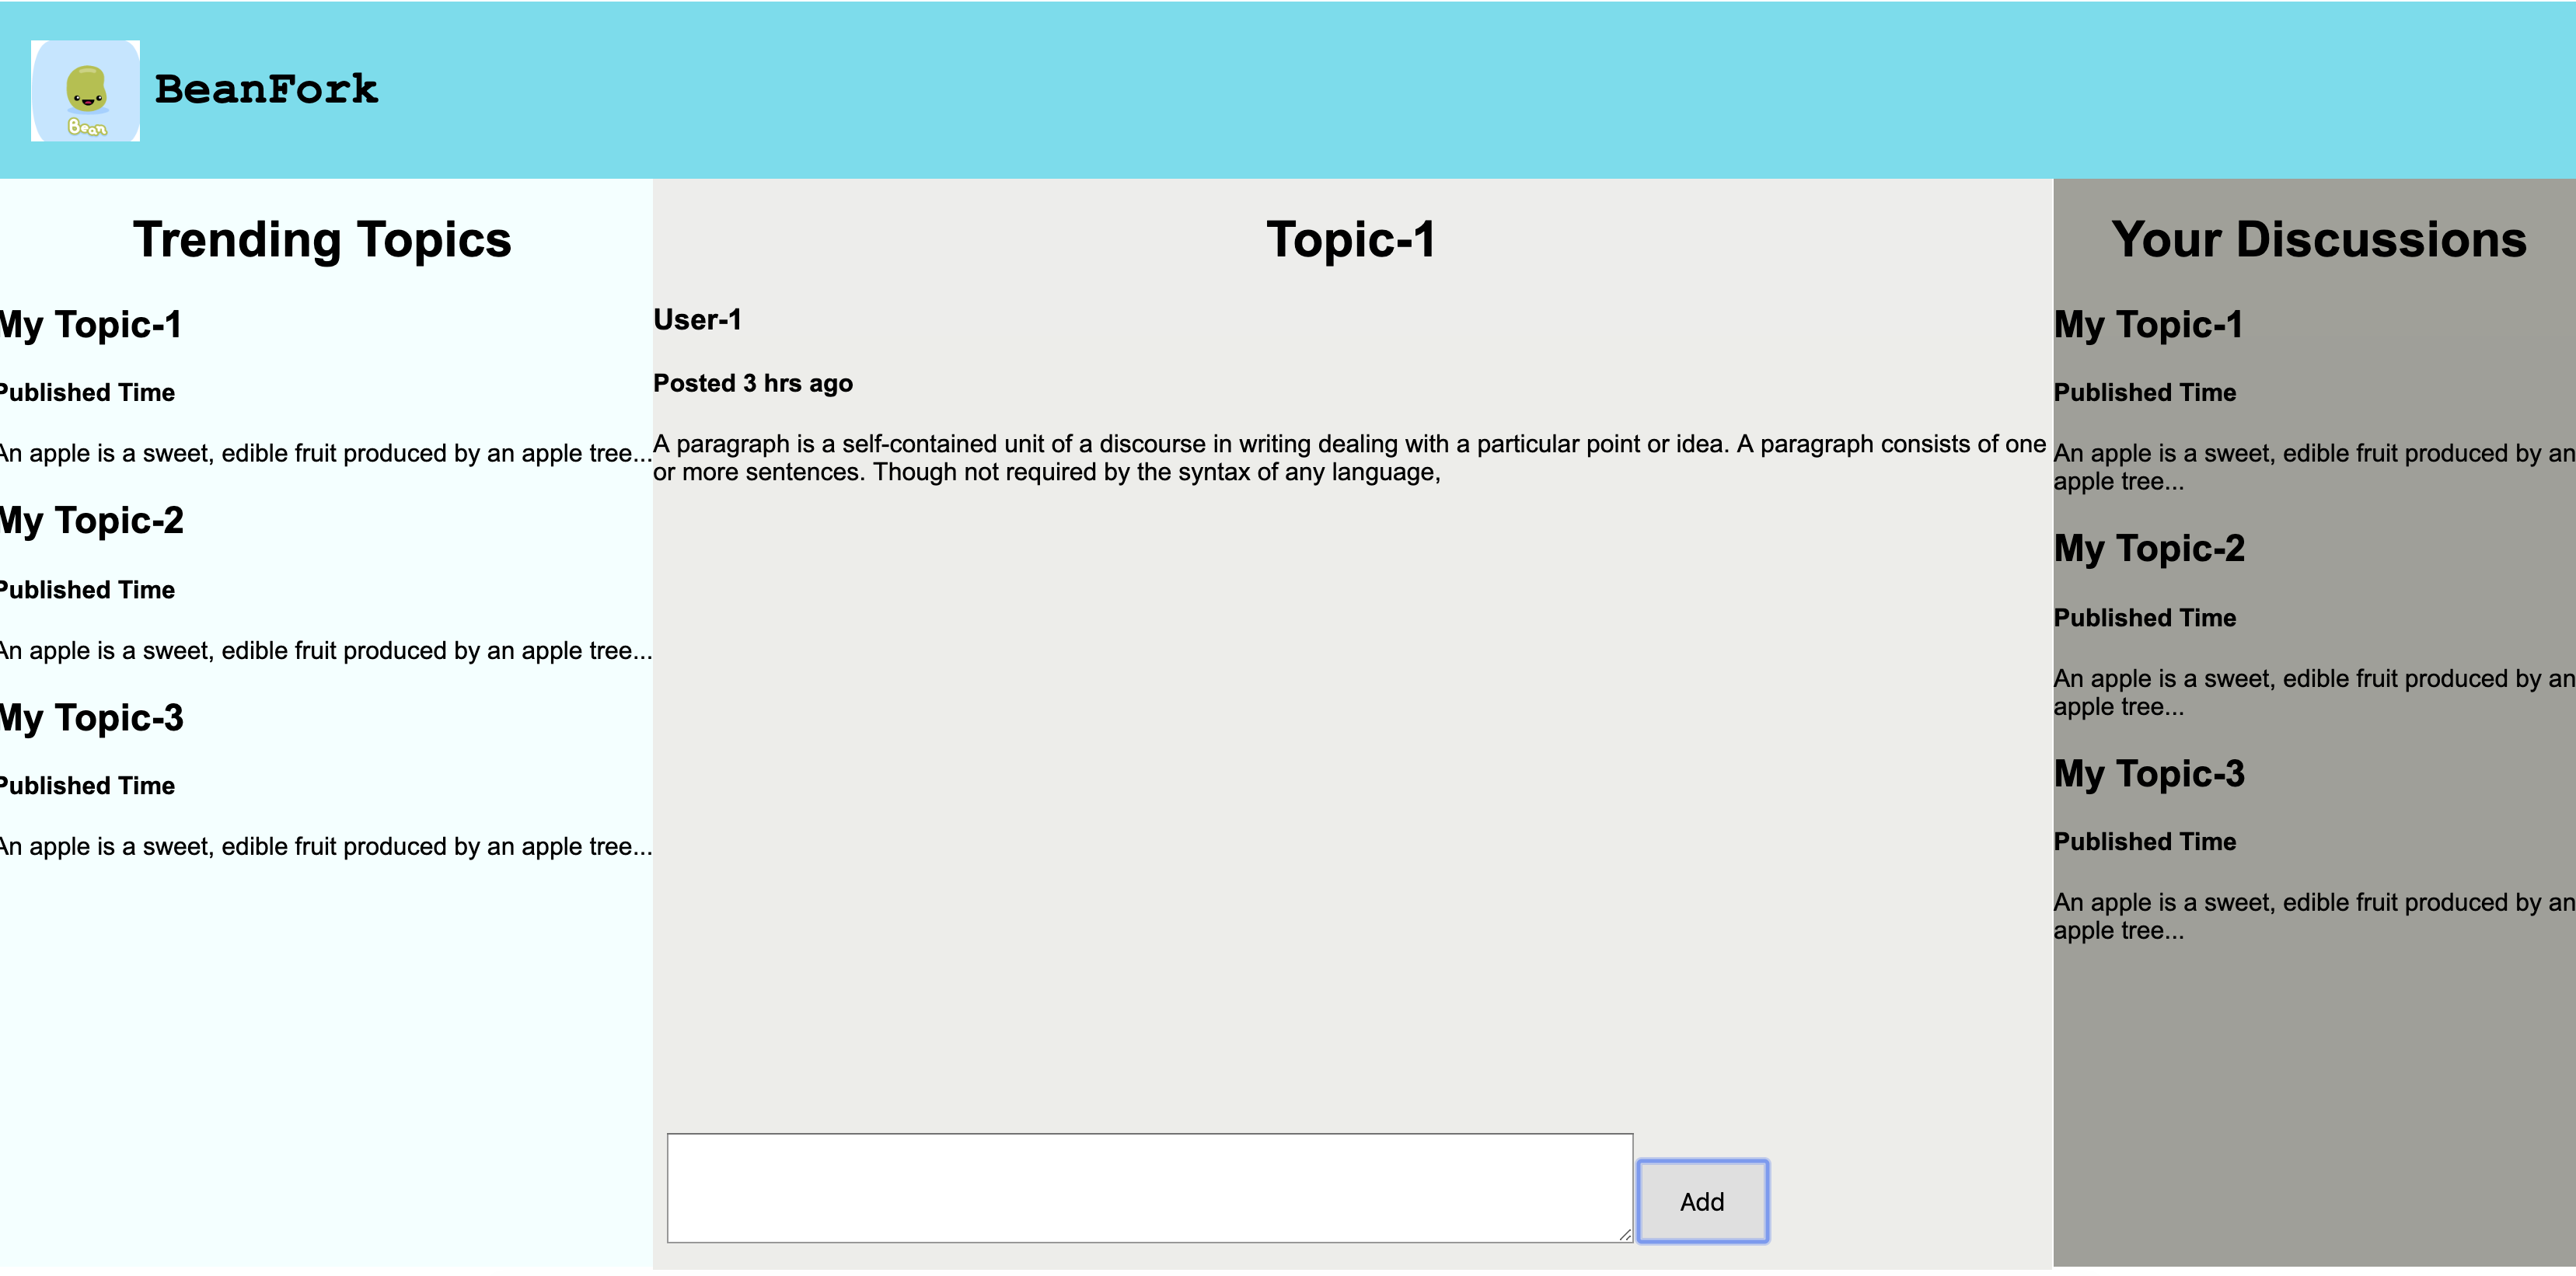 Bean
BeanFork
Trending Topics
My Topic-1
Published Time
An apple is a sweet, edible fruit produced by an apple tree...
My Topic-2
Published Time
An apple is a sweet, edible fruit produced by an apple tree...
My Topic-3
Published Time
An apple is a sweet, edible fruit produced by an apple tree...
Topic-1
User-1
Posted 3 hrs ago
A paragraph is a self-contained unit of a discourse in writing dealing with a particular point or idea. A paragraph consists of one
or more sentences. Though not required by the syntax of any language,
Add
Your Discussions
My Topic-1
Published Time
An apple is a sweet, edible fruit produced by an
apple tree...
My Topic-2
Published Time
An apple is a sweet, edible fruit produced by an
apple tree...
My Topic-3
Published Time
An apple is a sweet, edible fruit produced by an
apple tree...